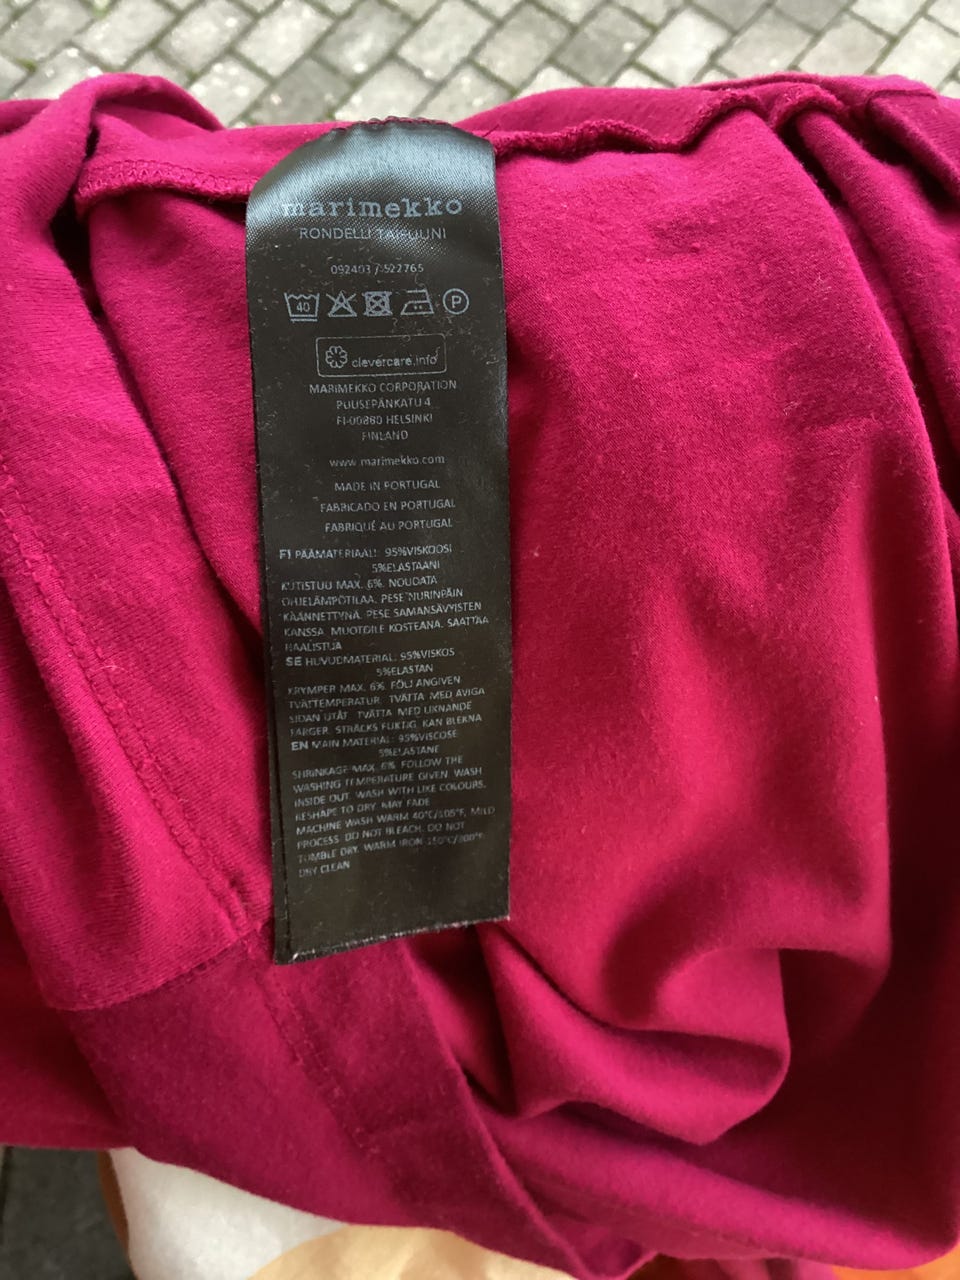 marimekko
RONDELLI TAIFUUNI
092403 / 522765
40
P
clevercare.info
MARIMEKKO CORPORATION
PUUSEPÄNKATU 4
FI-00880 HELSINKI
FINLAND
www.marimekko.com
MADE IN PORTUGAL
FABRICADO EN PORTUGAL
FABRIQUÉ AU PORTUGAL
FI PÄÄMATERIAALI: 95%VISKOOSI
5%ELASTAANI
KUTISTUU MAX. 6%. NOUDATA
OHJELÄMPÖTILAA. PESE NURINPÄIN
KÄÄNNETTYNÄ. PESE SAMANSÄVYISTEN
KANSSA. MUOTOILE KOSTEANA. SAATTAA
HAALISTUA
SE HUVUDMATERIAL: 95%VISKOS
5%ELASTAN
KRYMPER MAX. 6%. FÖLJ ANGIVEN
TVÄTTEMPERATUR. TVÄTTA MED AVIGA
SIDAN UTÅT. TVÄTTA MED LIKNANDE
FÄRGER. STRÄCKS FUKTIG. KAN BLEKNA
EN MAIN MATERIAL: 95%VISCOSE
5%ELASTANE
SHRINKAGE MAX. 6%. FOLLOW THE
WASHING TEMPERATURE GIVEN. WASH
INSIDE OUT. WASH WITH LIKE COLOURS.
RESHAPE TO DRY. MAY FADE
MACHINE WASH WARM 40°C/105°F, MILD
PROCESS. DO NOT BLEACH. DO NOT
TUMBLE DRY. WARM IRON 150°C/300°F.
DRY CLEAN